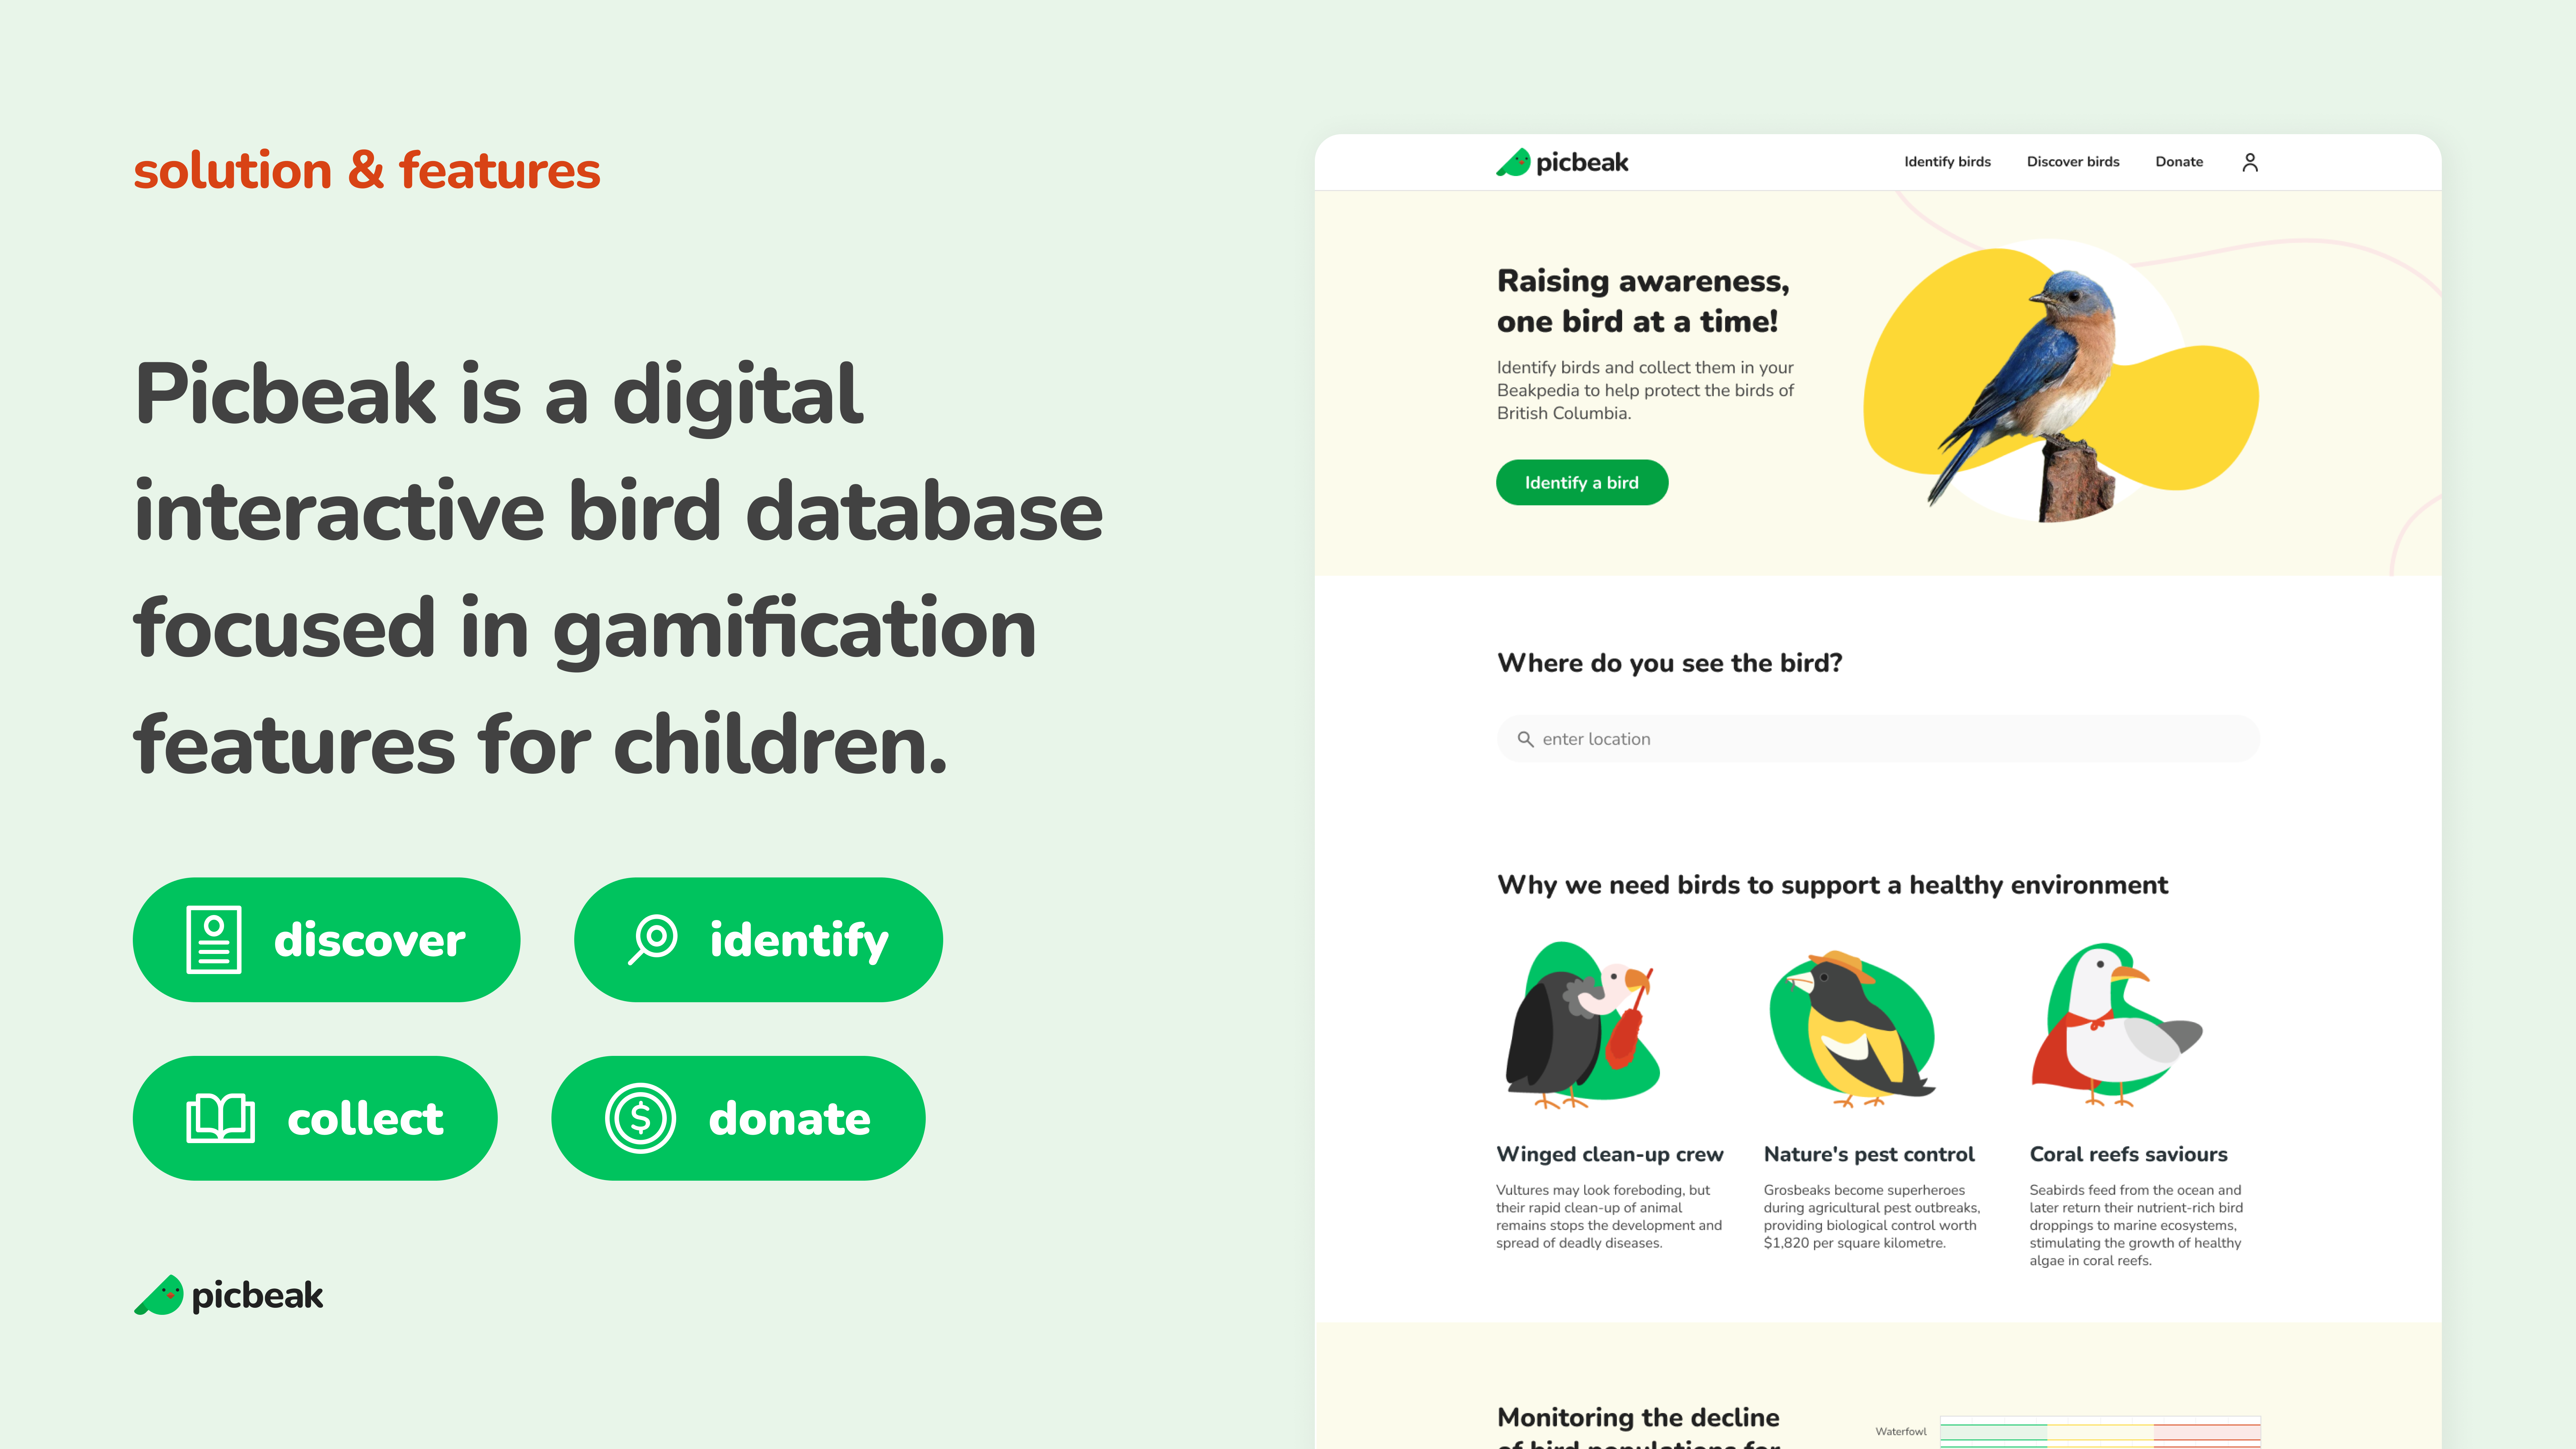 solution & features
Picbeak is a digital
interactive bird database
focused in gamification
features for children.
discover
identify
collect
donate
picbeak
picbeak
Identify birds
Discover birds
Donate
Raising awareness,
one bird at a time!
Identify birds and collect them in your
Beakpedia to help protect the birds of
British Columbia.
Identify a bird
Where do you see the bird?
enter location
Why we need birds to support a healthy environment
Winged clean-up crew
Vultures may look foreboding, but
their rapid clean-up of animal
remains stops the development and
spread of deadly diseases.
Nature's pest control
Grosbeaks become superheroes
during agricultural pest outbreaks,
providing biological control worth
$1,820 per square kilometre.
Coral reefs saviours
Seabirds feed from the ocean and
later return their nutrient-rich bird
droppings to marine ecosystems,
stimulating the growth of healthy
algae in coral reefs.
Monitoring the decline
of bird populations for
Waterfowl